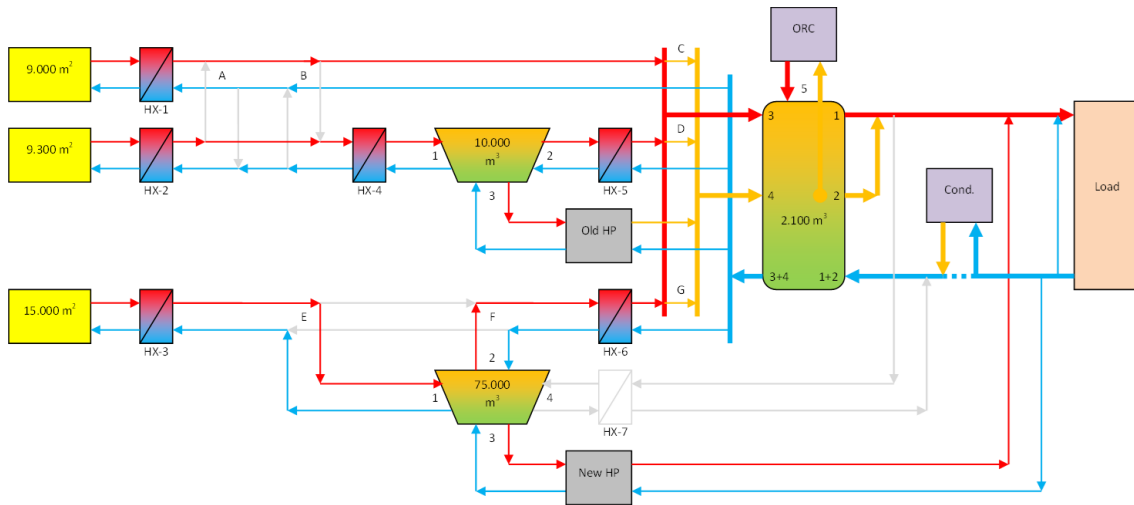 ORC
C
9.000 m²
A
B
5
HX-1
3
1
D
9.300 m²
10.000
m³
1
2
HX-2
HX-4
3
HX-5
4
2
Cond.
Load
Old HP
2.100 m³
3+4
1+2
15.000 m²
E
F
G
HX-3
HX-6
2
75.000
m³
1
4
HX-7
3
New HP